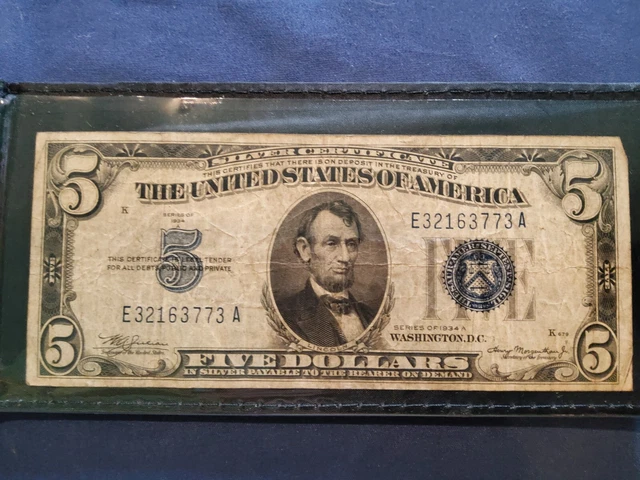 SILVER CERTIFICATE
THIS CERTIFIES THAT THERE IS ON DEPOSIT IN THE TREASURY OF
THE UNITED STATES OF AMERICA
5
5
K
SERIES OF
1934
E32163773A
5
FIVE
THIS CERTIFICATE IS LEGAL TENDER
FOR ALL DEBTS PUBLIC AND PRIVATE
E32163773A
SERIES OF 1934 A
WASHINGTON, D.C.
K 679
LINCOLN
5
5
FIVE DOLLARS
IN SILVER PAYABLE TO THE BEARER ON DEMAND